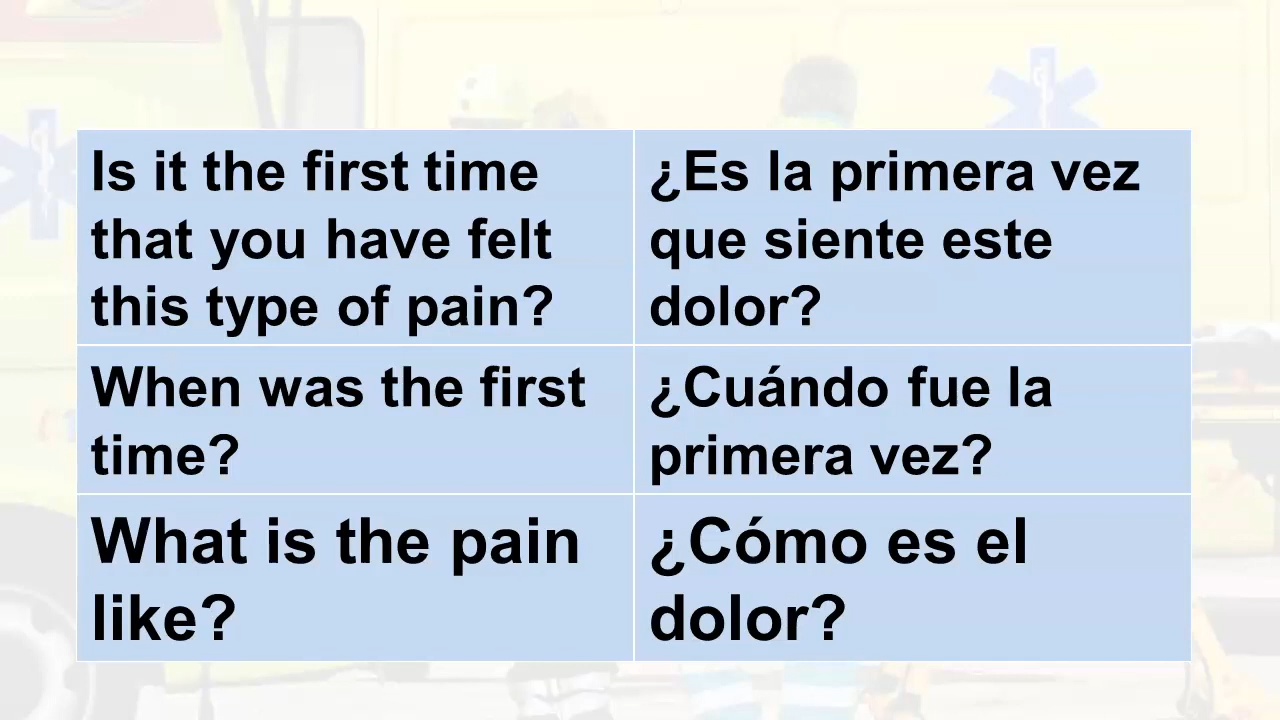 Is it the first time
that you have felt
this type of pain?
¿Es la primera vez
que siente este
dolor?
When was the first
time?
¿Cuándo fue la
primera vez?
What is the pain
like?
¿Cómo es el
dolor?